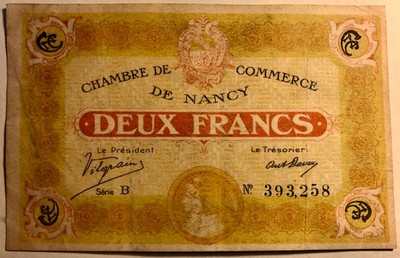 CHAMBRE DE COMMERCE
DE NANCY
·DEUX FRANCS·
Le Président: Le Trésorier:
Série B Nº 393,258